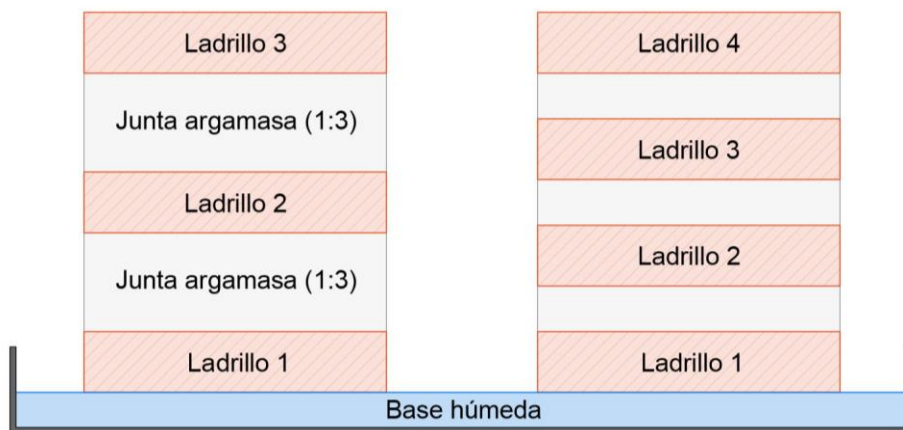 Ladrillo 3
Junta argamasa (1:3)
Ladrillo 2
Junta argamasa (1:3)
Ladrillo 1
Ladrillo 4
Ladrillo 3
Ladrillo 2
Ladrillo 1
Base húmeda